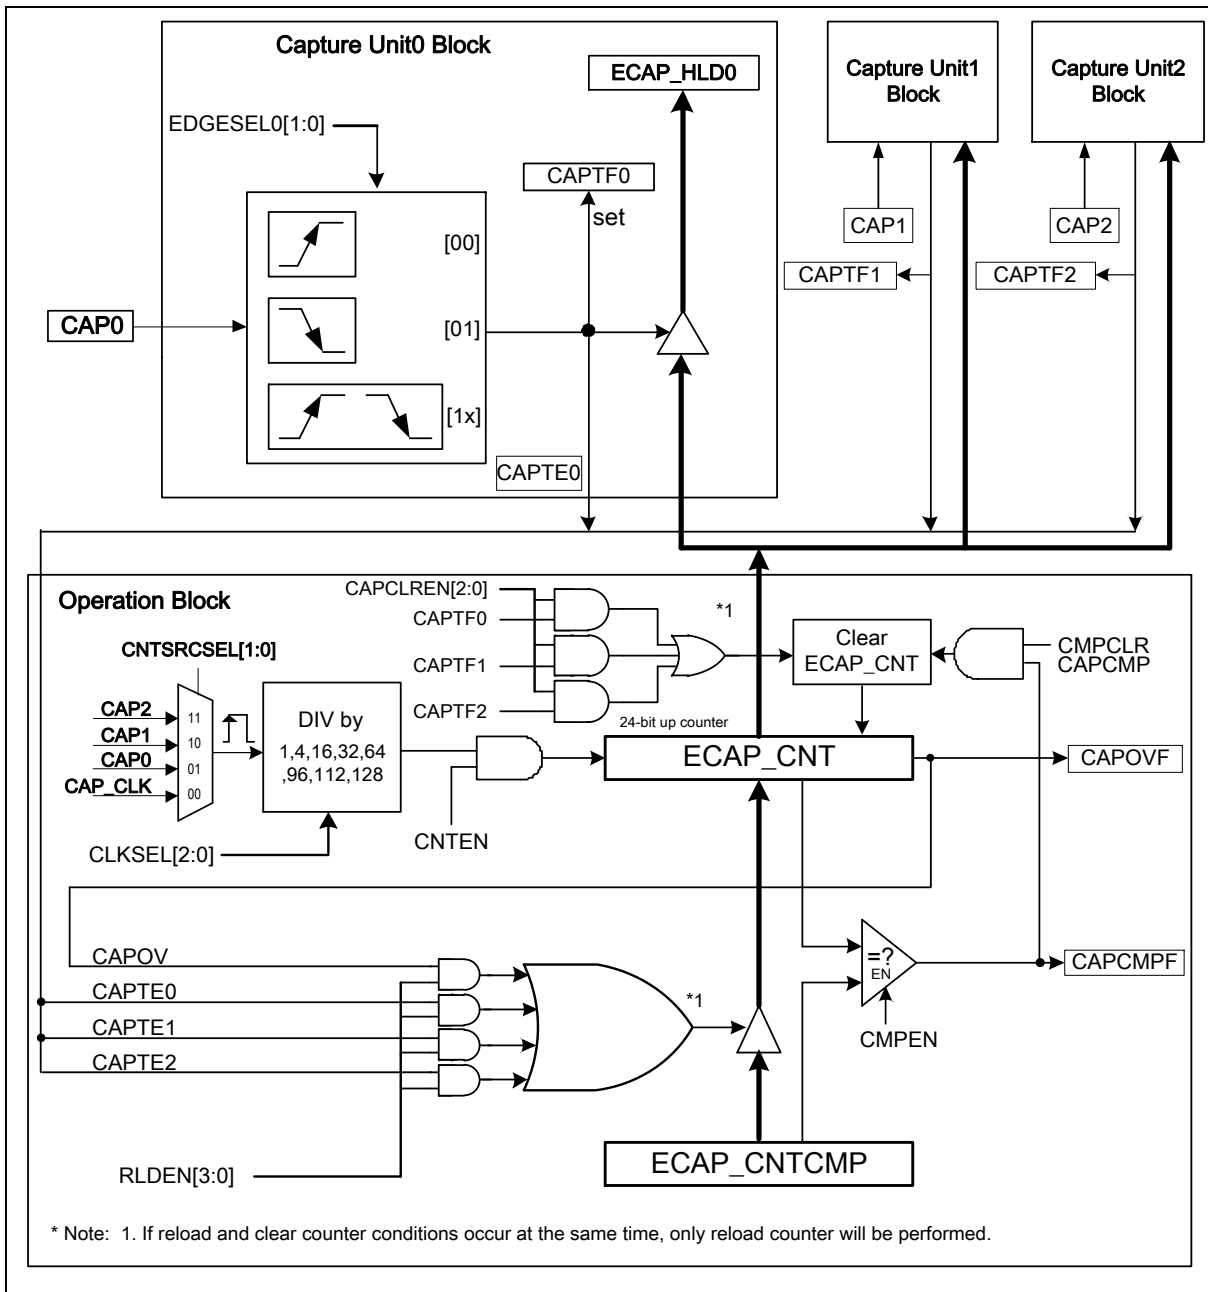 Capture Unit0 Block
ECAP_HLD0
Capture Unit1
Block
Capture Unit2
Block
EDGESEL0[1:0]
CAPTF0
set
[00]
CAP1
CAP2
CAPTF1
CAPTF2
CAP0
[01]
[1x]
CAPTE0
Operation Block
CAPCLREN[2:0]
CAPTF0
*1
CAPTF1
CAPTF2
Clear
ECAP_CNT
CMPCLR
CAPCMP
CNTSRCSEL[1:0]
CAP2
11
CAP1
10
CAP0
01
CAP_CLK
00
DIV by
1,4,16,32,64
,96,112,128
24-bit up counter
ECAP_CNT
CAPOVF
CNTEN
CLKSEL[2:0]
CAPOV
CAPTE0
CAPTE1
CAPTE2
*1
=?
EN
CAPCMPF
CMPEN
RLDEN[3:0]
ECAP_CNTCMP
* Note: 1. If reload and clear counter conditions occur at the same time, only reload counter will be performed.